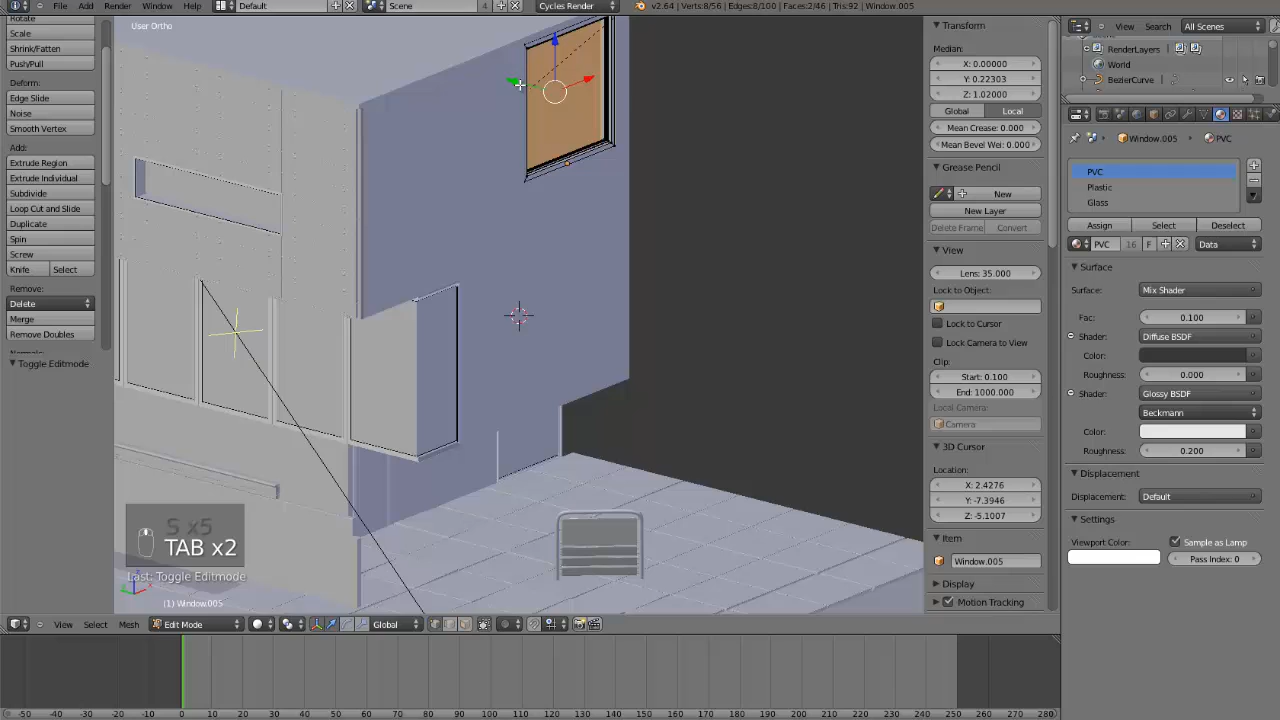 File Add Render Window Help Default Scene 4 Cycles Render v2.64 | Verts:8/56 | Edges:8/100 | Faces:2/46 | Tris:92 | Window.005
User Ortho
Rotate
Scale
Shrink/Fatten
Push/Pull
Deform:
Edge Slide
Noise
Smooth Vertex
Add:
Extrude Region
Extrude Individual
Subdivide
Loop Cut and Slide
Duplicate
Spin
Screw
Knife Select
Remove:
Delete
Merge
Remove Doubles
Toggle Editmode
S x5
TAB x2
Last: Toggle Editmode
(1) Window.005
View Select Mesh Edit Mode Global
Transform
Median:
X: 0.00000
Y: 0.22303
Z: 1.02000
Global Local
Mean Crease: 0.000
Mean Bevel Wei: 0.000
Grease Pencil
New
New Layer
Delete Frame Convert
View
Lens: 35.000
Lock to Object:
Lock to Cursor
Lock Camera to View
Clip:
Start: 0.100
End: 1000.000
Local Camera:
Camera
3D Cursor
Location:
X: 2.4276
Y: -7.3946
Z: -5.1007
Item
Window.005
Display
Motion Tracking
View Search All Scenes
RenderLayers
World
BezierCurve
Window.005 PVC
PVC
Plastic
Glass
Assign Select Deselect
PVC 16 F Data
Surface
Surface: Mix Shader
Fac: 0.100
Shader: Diffuse BSDF
Color:
Roughness: 0.000
Shader: Glossy BSDF
Beckmann
Color:
Roughness: 0.200
Displacement
Displacement: Default
Settings
Viewport Color: Sample as Lamp
Pass Index: 0
-50 -40 -30 -20 -10 0 10 20 30 40 50 60 70 80 90 100 110 120 130 140 150 160 170 180 190 200 210 220 230 240 250 260 270 280